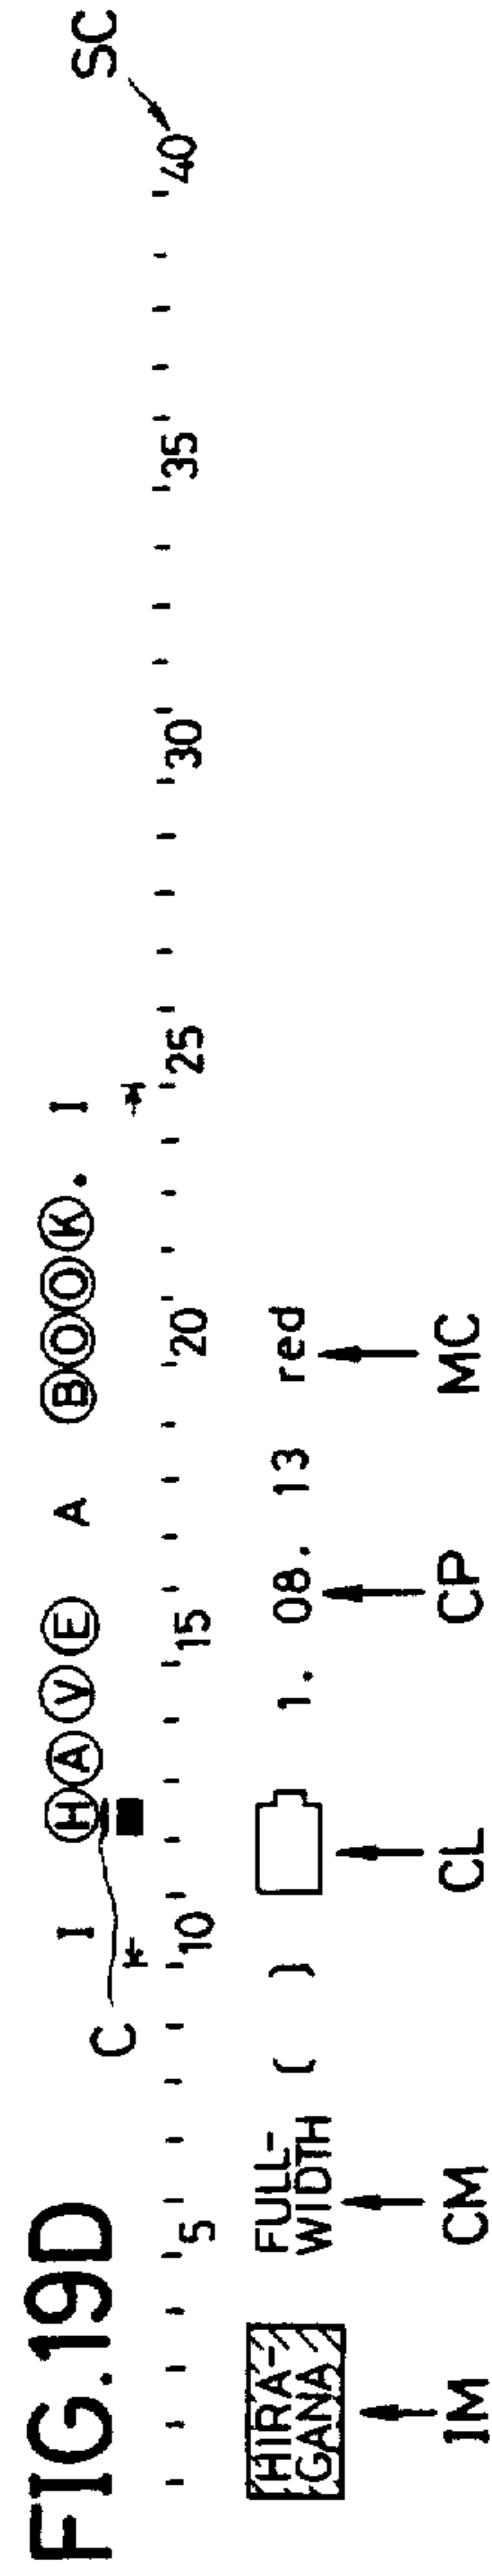 FIG.19D
C
I HAVE A BOOK. I
SC
5 10 15 20 25 30 35 40
HIRA-
GANA
FULL-
WIDTH
( ) 1. 08. 13 red
IM CM CL CP MC